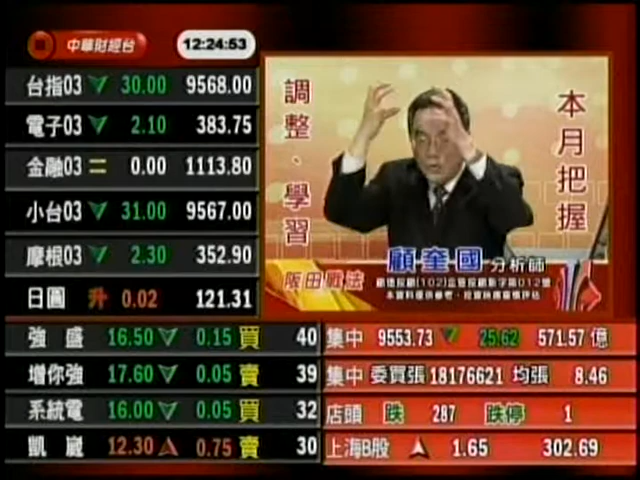 中華財經台 12:24:53
台指03 30.00 9568.00
電子03 2.10 383.75
金融03 0.00 1113.80
小台03 31.00 9567.00
摩根03 2.30 352.90
日圓 升 0.02 121.31
調整、學習
本月把握
顧奎國 分析師
阪田戰法
強盛 16.50 0.15 買 40
增你強 17.60 0.05 賣 39
系統電 16.00 0.05 買 32
凱崴 12.30 0.75 賣 30
集中 9553.73 25.62 571.57 億
集中 委買張 18176621 均張 8.46
店頭 跌 287 跌停 1
上海B股 1.65 302.69